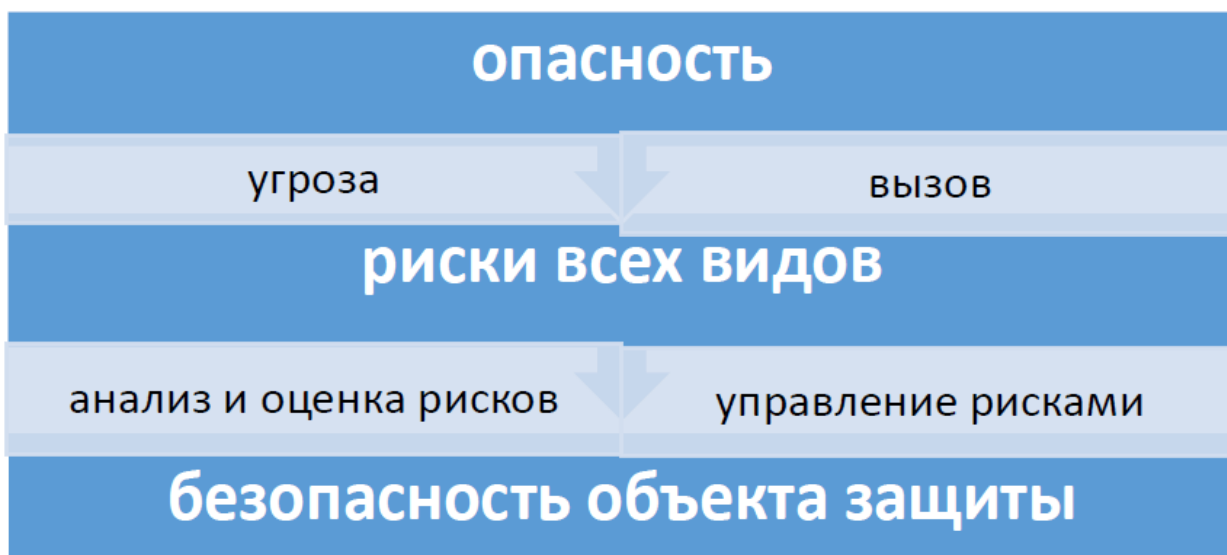 опасность
угроза
вызов
риски всех видов
анализ и оценка рисков
управление рисками
безопасность объекта защиты